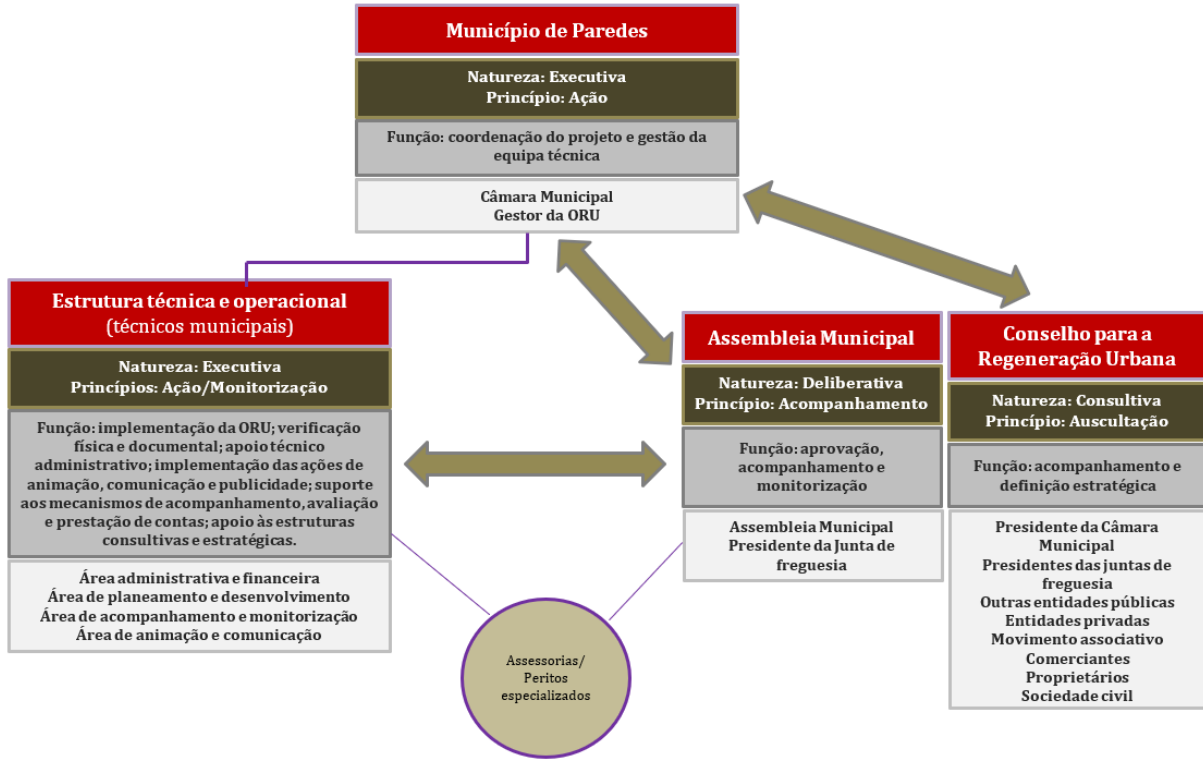 Município de Paredes
Natureza: Executiva
Princípio: Ação
Função: coordenação do projeto e gestão da
equipa técnica
Câmara Municipal
Gestor da ORU
Estrutura técnica e operacional
(técnicos municipais)
Natureza: Executiva
Princípios: Ação/Monitorização
Função: implementação da ORU; verificação
física e documental; apoio técnico
administrativo; implementação das ações de
animação, comunicação e publicidade; suporte
aos mecanismos de acompanhamento, avaliação
e prestação de contas; apoio às estruturas
consultivas e estratégicas.
Área administrativa e financeira
Área de planeamento e desenvolvimento
Área de acompanhamento e monitorização
Área de animação e comunicação
Assembleia Municipal
Natureza: Deliberativa
Princípio: Acompanhamento
Função: aprovação,
acompanhamento e
monitorização
Assembleia Municipal
Presidente da Junta de
freguesia
Conselho para a
Regeneração Urbana
Natureza: Consultiva
Princípio: Auscultação
Função: acompanhamento e
definição estratégica
Presidente da Câmara
Municipal
Presidentes das juntas de
freguesia
Outras entidades públicas
Entidades privadas
Movimento associativo
Comerciantes
Proprietários
Sociedade civil
Assessorias/
Peritos
especializados